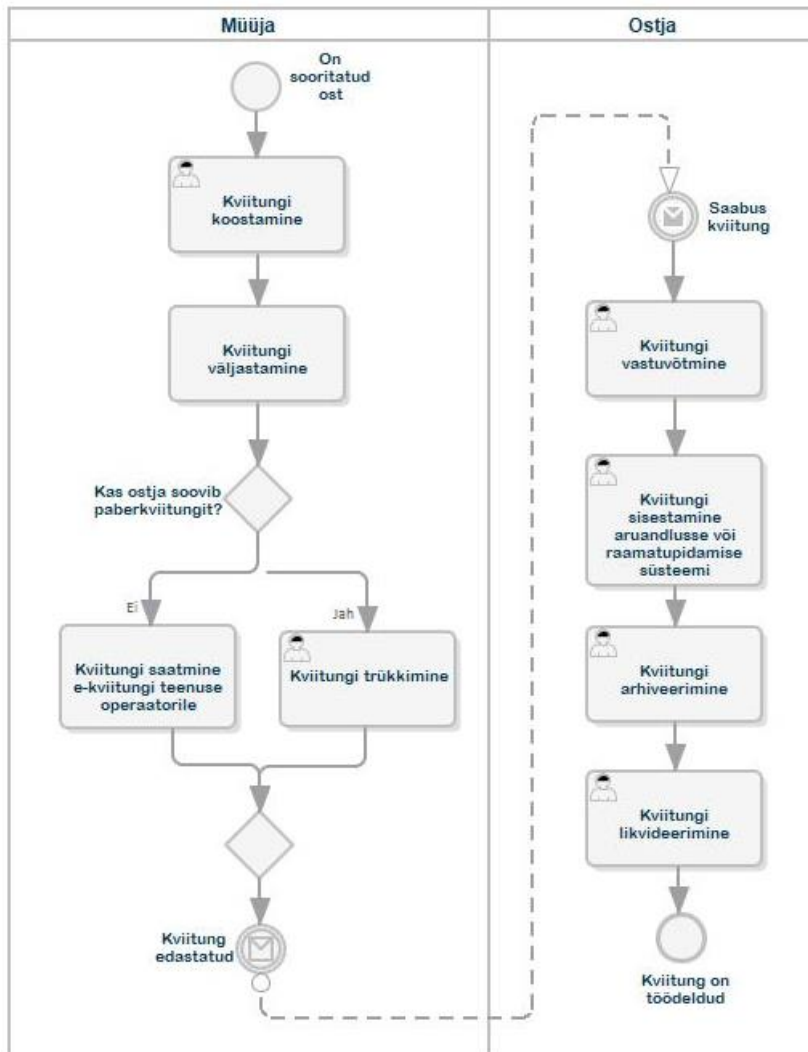 Müüja
On
sooritatud
ost
Kviitungi
koostamine
Kviitungi
väljastamine
Kas ostja soovib
paberkviitungit?
Ei
Jah
Kviitungi saatmine
e-kviitungi teenuse
operaatorile
Kviitungi trükkimine
Kviitung
edastatud
Ostja
Saabus
kviitung
Kviitungi
vastuvõtmine
Kviitungi
sisestamine
aruandlusse või
raamatupidamise
süsteemi
Kviitungi
arhiveerimine
Kviitungi
likvideerimine
Kviitung on
töödeldud